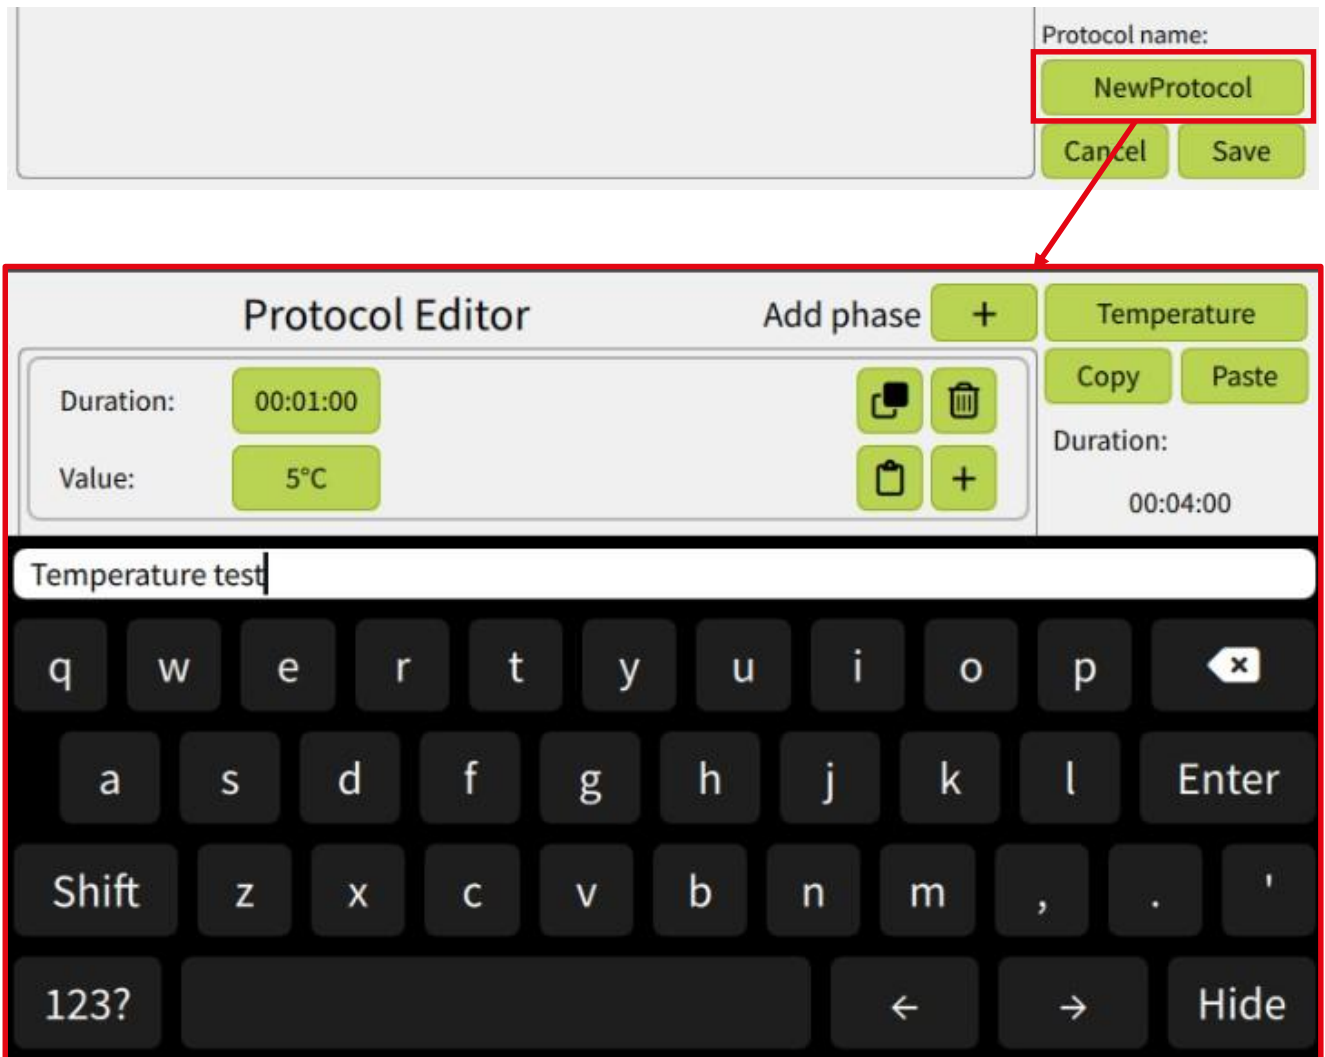 Protocol name:
NewProtocol
Cancel Save
Protocol Editor Add phase + Temperature
Copy Paste
Duration: 00:01:00
Duration:
Value: 5°C +
00:04:00
Temperature test
q w e r t y u i o p
a s d f g h j k l Enter
Shift z x c v b n m , . '
123? ← → Hide